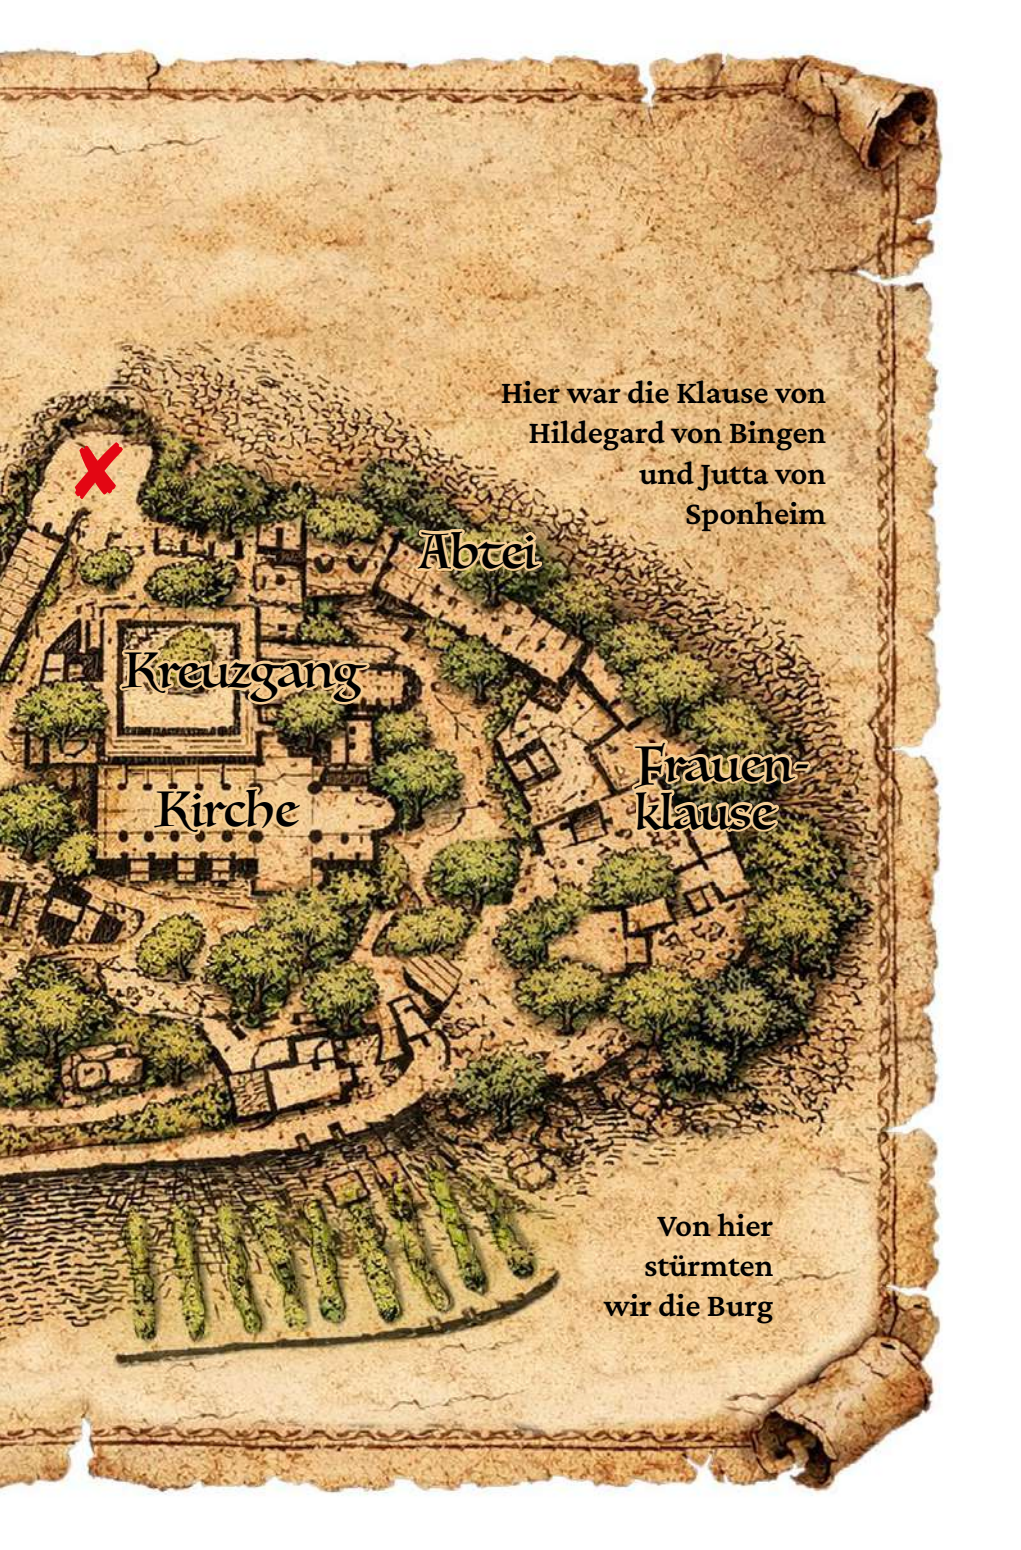 Hier war die Klause von
Hildegard von Bingen
und Jutta von
Sponheim
Abtei
Kreuzgang
Frauen-
klause
Kirche
Von hier
stürmten
wir die Burg